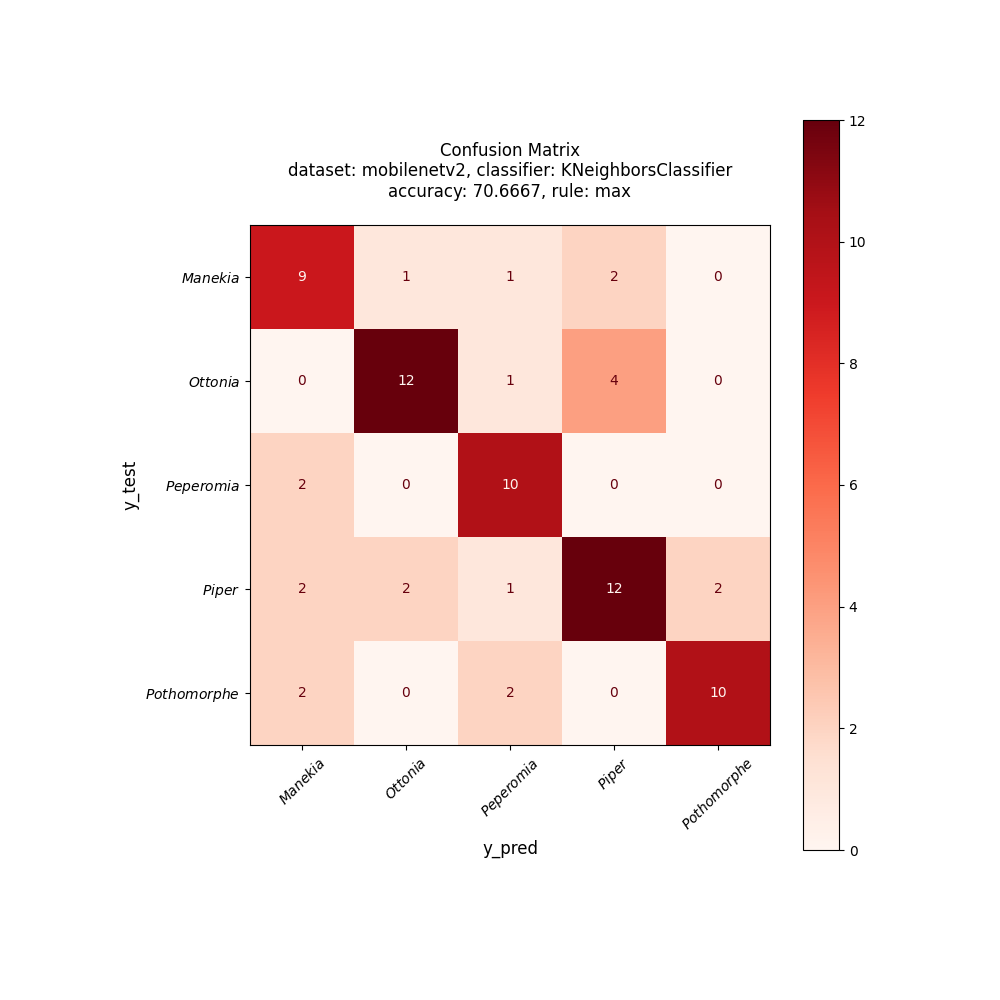 Confusion Matrix
dataset: mobilenetv2, classifier: KNeighborsClassifier
accuracy: 70.6667, rule: max
y_test
Manekia 9 1 1 2 0
Ottonia 0 12 1 4 0
Peperomia 2 0 10 0 0
Piper 2 2 1 12 2
Pothomorphe 2 0 2 0 10
Manekia Ottonia Peperomia Piper Pothomorphe
y_pred
12
10
8
6
4
2
0